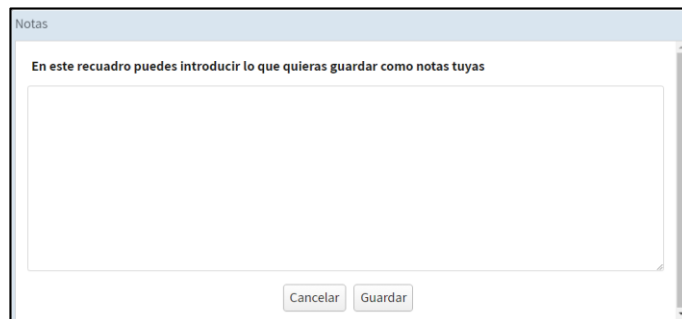 Notas
En este recuadro puedes introducir lo que quieras guardar como notas tuyas
Cancelar Guardar